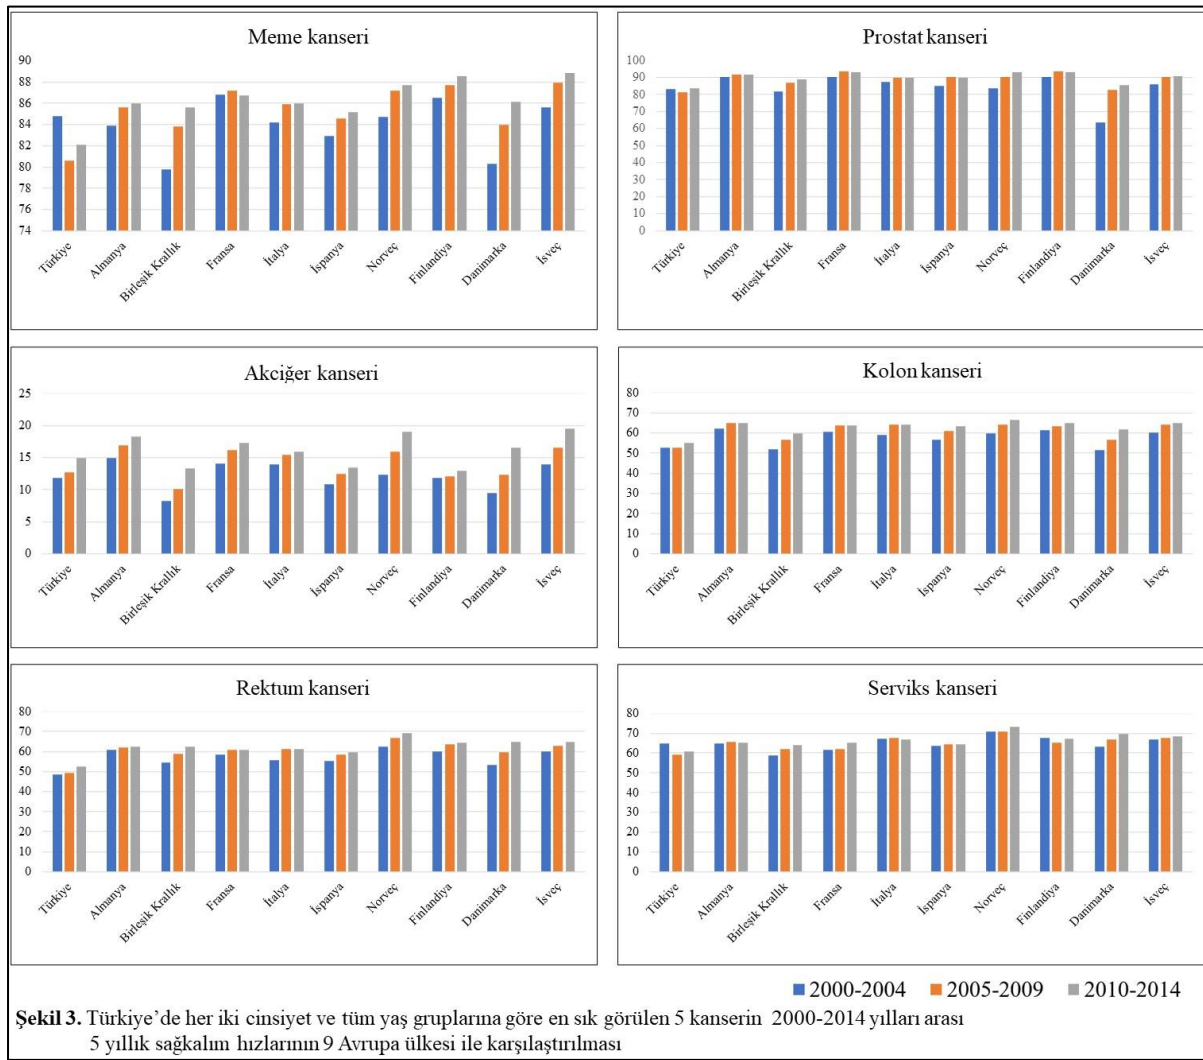 Meme kanseri
90
88
86
84
82
80
78
76
74
Türkiye
Almanya
Birleşik Krallık
Fransa
İtalya
İspanya
Norveç
Finlandiya
Danimarka
İsveç
Prostat kanseri
100
90
80
70
60
50
40
30
20
10
0
Türkiye
Almanya
Birleşik Krallık
Fransa
İtalya
İspanya
Norveç
Finlandiya
Danimarka
İsveç
Akciğer kanseri
25
20
15
10
5
0
Türkiye
Almanya
Birleşik Krallık
Fransa
İtalya
İspanya
Norveç
Finlandiya
Danimarka
İsveç
Kolon kanseri
80
70
60
50
40
30
20
10
0
Türkiye
Almanya
Birleşik Krallık
Fransa
İtalya
İspanya
Norveç
Finlandiya
Danimarka
İsveç
Rektum kanseri
80
70
60
50
40
30
20
10
0
Türkiye
Almanya
Birleşik Krallık
Fransa
İtalya
İspanya
Norveç
Finlandiya
Danimarka
İsveç
Serviks kanseri
80
70
60
50
40
30
20
10
0
Türkiye
Almanya
Birleşik Krallık
Fransa
İtalya
İspanya
Norveç
Finlandiya
Danimarka
İsveç
2000-2004 2005-2009 2010-2014
Şekil 3. Türkiye’de her iki cinsiyet ve tüm yaş gruplarına göre en sık görülen 5 kanserin 2000-2014 yılları arası
5 yıllık sağkalım hızlarının 9 Avrupa ülkesi ile karşılaştırılması